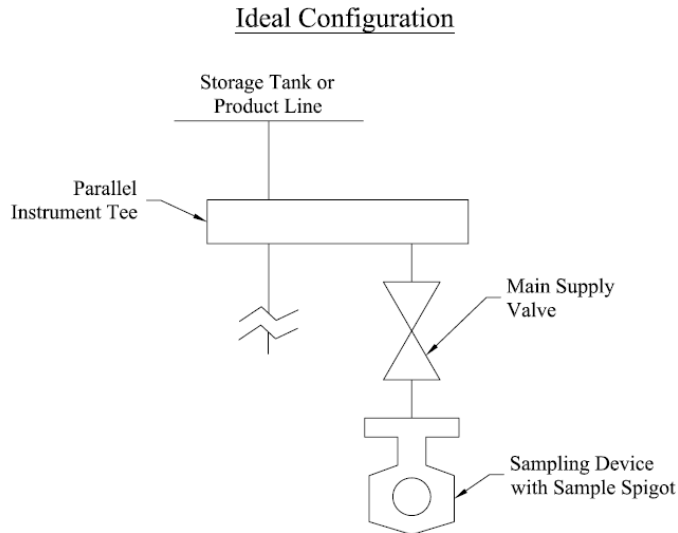 Ideal Configuration
Storage Tank or
Product Line
Parallel
Instrument Tee
Main Supply
Valve
Sampling Device
with Sample Spigot